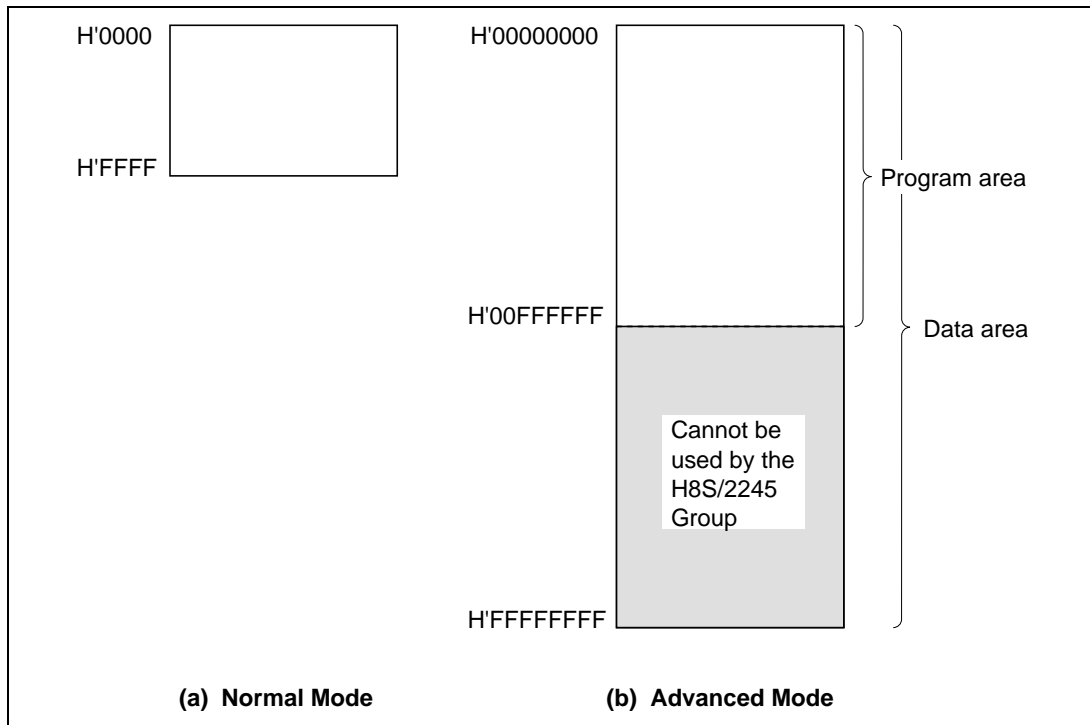 H'0000
H'FFFF
H'00000000
Program area
H'00FFFFFF
Data area
Cannot be
used by the
H8S/2245
Group
H'FFFFFFFF
(a) Normal Mode
(b) Advanced Mode